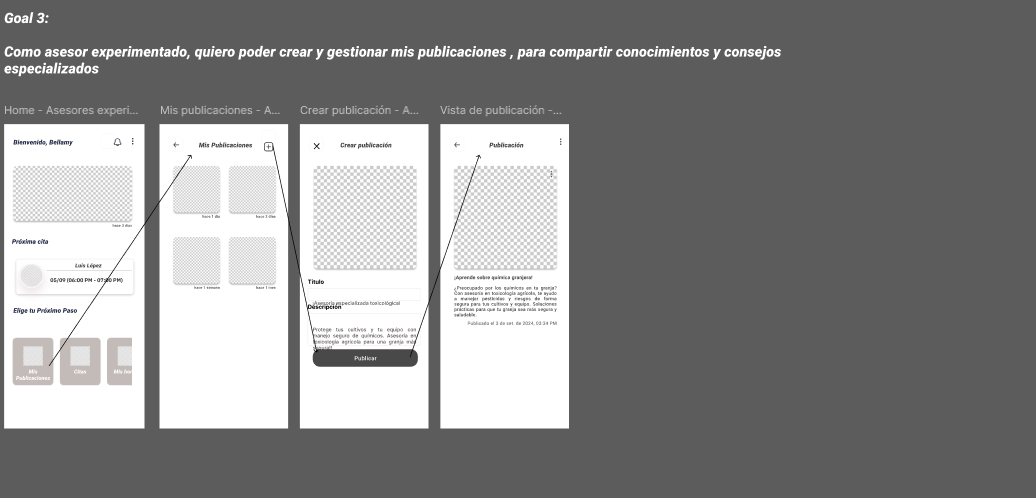 Goal 3:
Como asesor experimentado, quiero poder crear y gestionar mis publicaciones , para compartir conocimientos y consejos
especializados
Home - Asesores experi...
Mis publicaciones - A...
Crear publicación - A...
Vista de publicación -...
Bienvenido, Bellamy
hace 2 días
Próxima cita
Luis López
05/09 (06:00 PM - 07:00 PM)
Elige tu Próximo Paso
Mis
Publicaciones
Citas
Mis hor
Mis Publicaciones
hace 1 día
hace 3 días
hace 1 semana
hace 1 mes
Crear publicación
Título
¡Asesoría especializada toxicológica!
Descripción
Protege tus cultivos y tu equipo con
manejo seguro de químicos. Asesoría en
toxicología agrícola para una granja más
segura!!
Publicar
Publicación
¡Aprende sobre química granjera!
¿Preocupado por los químicos en tu granja?
Con asesoría en toxicología agrícola, te ayudo
a manejar pesticidas y riesgos de forma
segura para tus cultivos y equipo. Soluciones
prácticas para que tu granja sea más segura y
saludable.
Publicado el 3 de set. de 2024, 03:34 PM